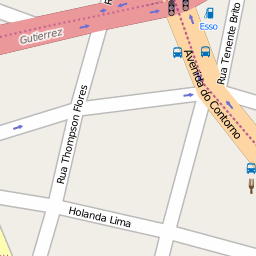 Esso
Gutierrez
Rua Tenente Brito
Avenida do Contorno
Rua Thompson Flores
Holanda Lima